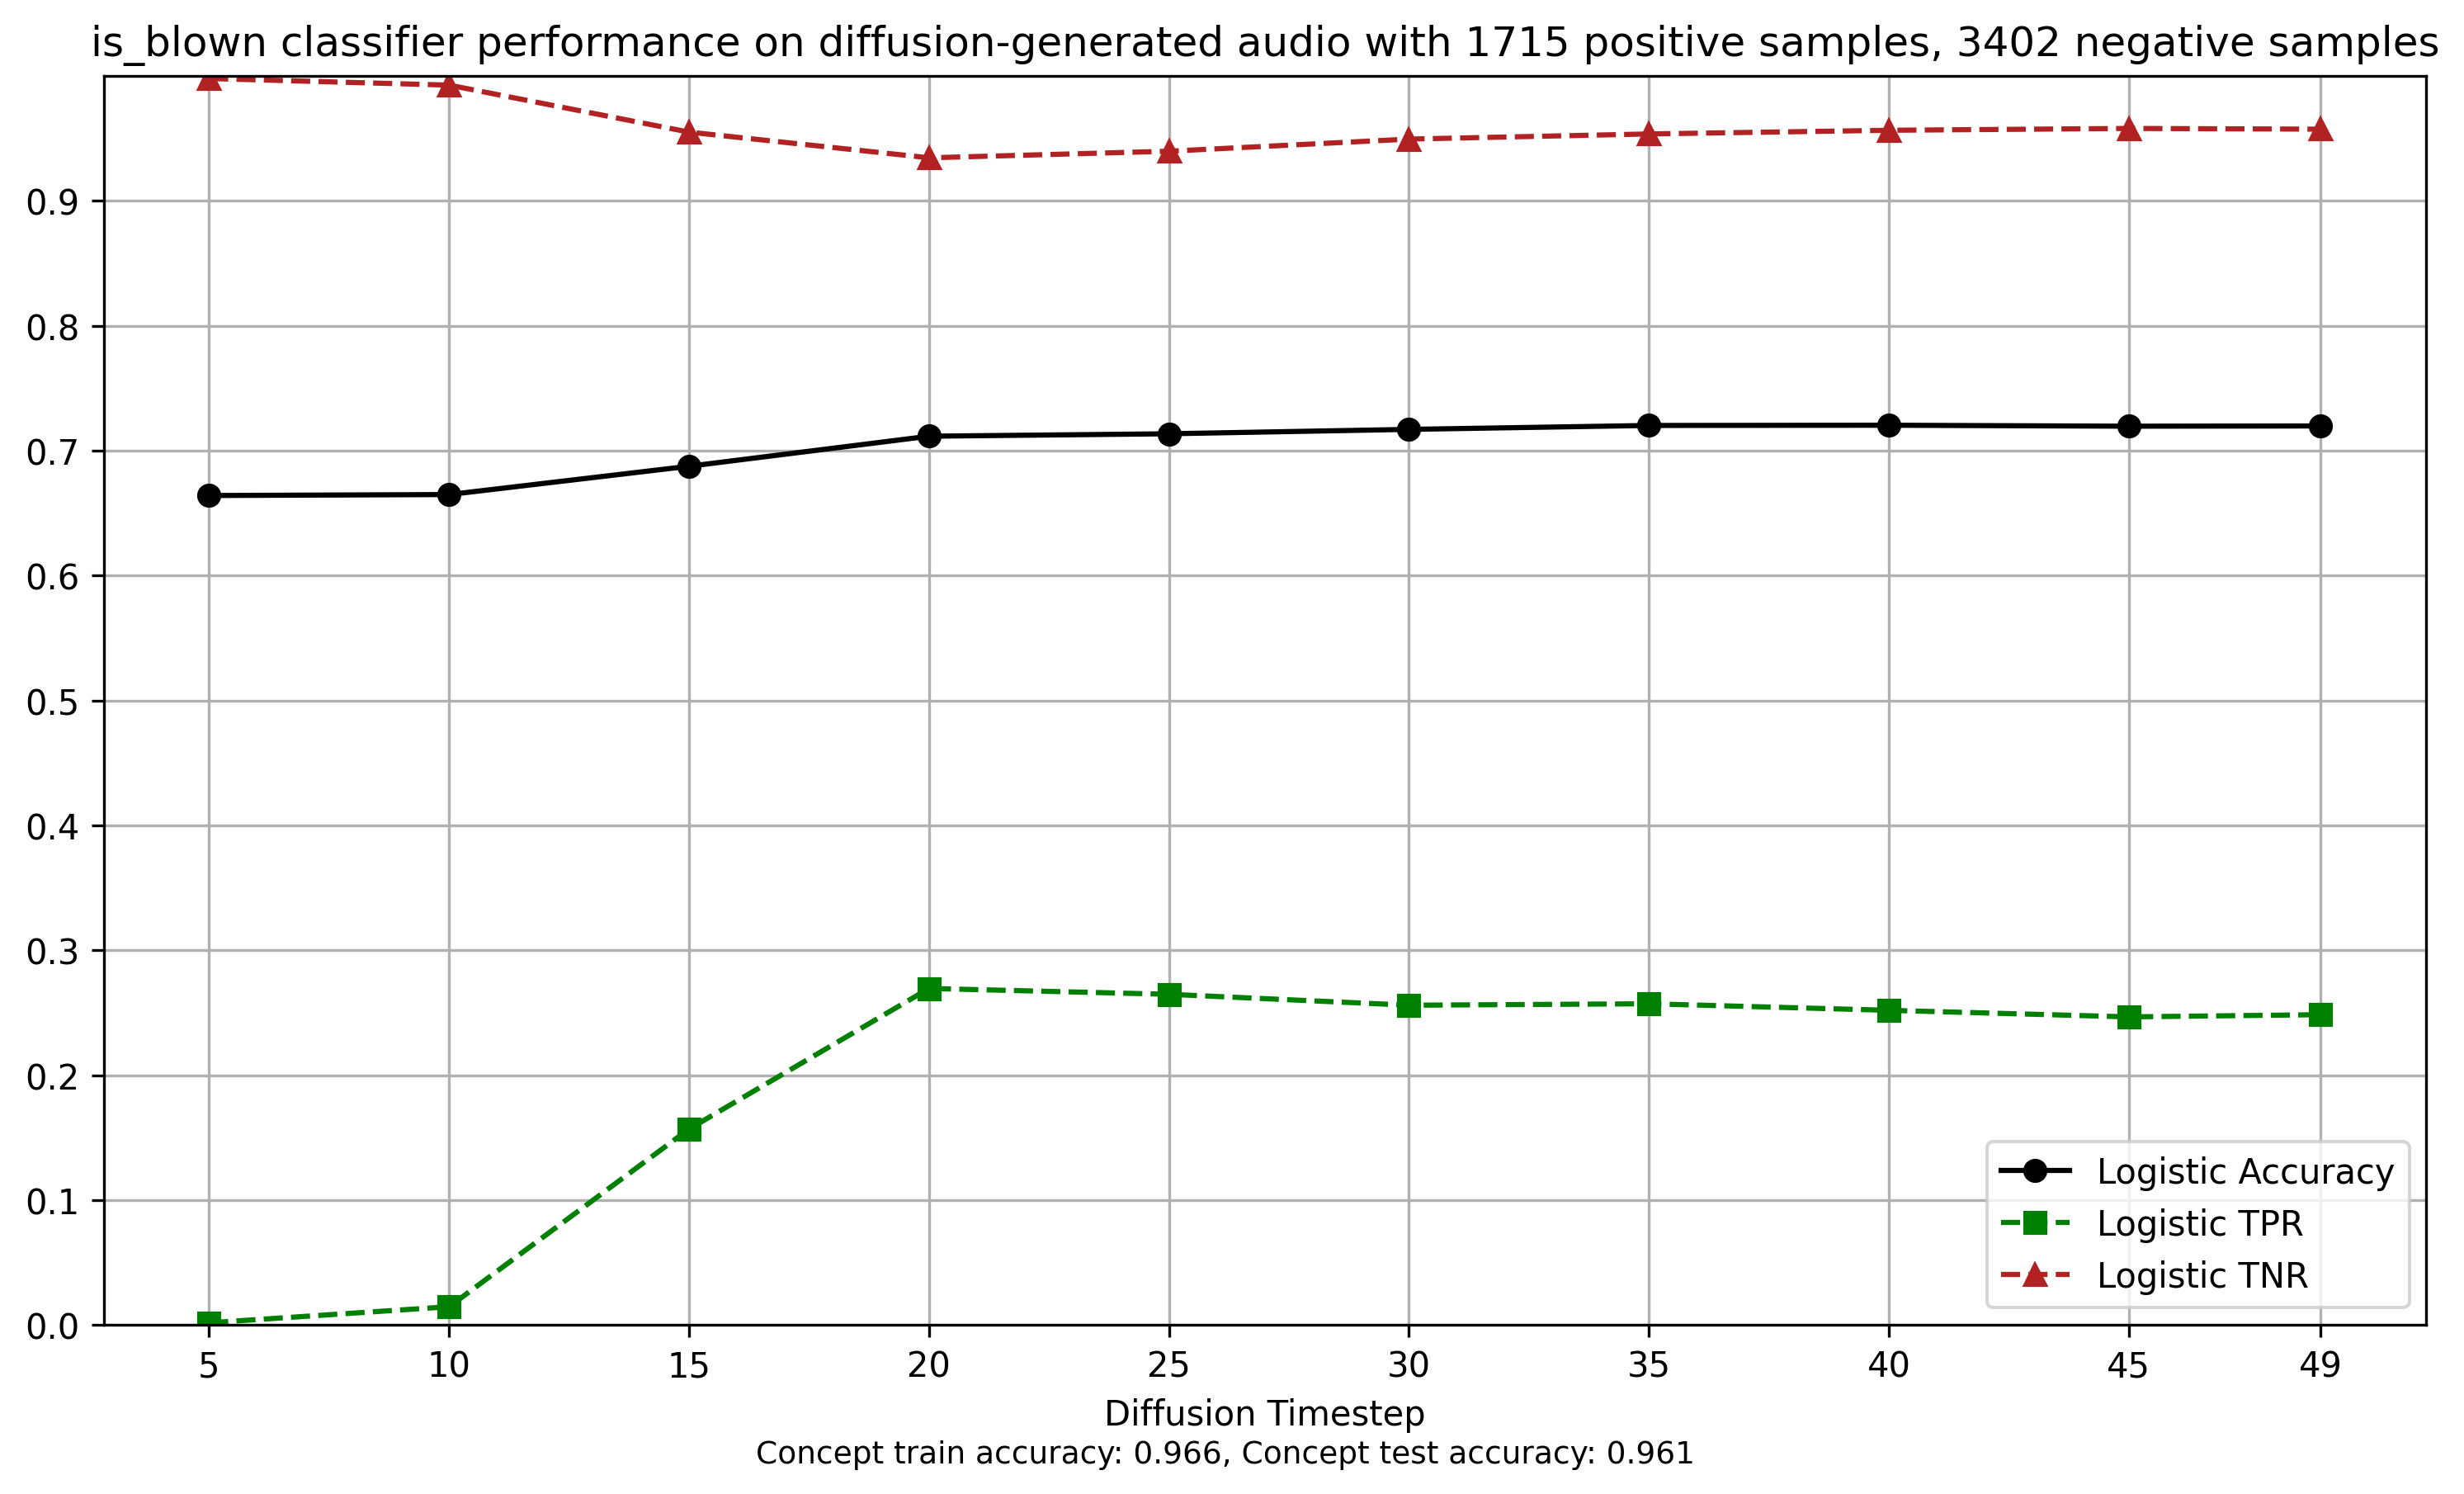 is_blown classifier performance on diffusion-generated audio with 1715 positive samples, 3402 negative samples
0.9
0.8
0.7
0.6
0.5
0.4
0.3
0.2
0.1
0.0
Logistic Accuracy
Logistic TPR
Logistic TNR
5 10 15 20 25 30 35 40 45 49
Diffusion Timestep
Concept train accuracy: 0.966, Concept test accuracy: 0.961